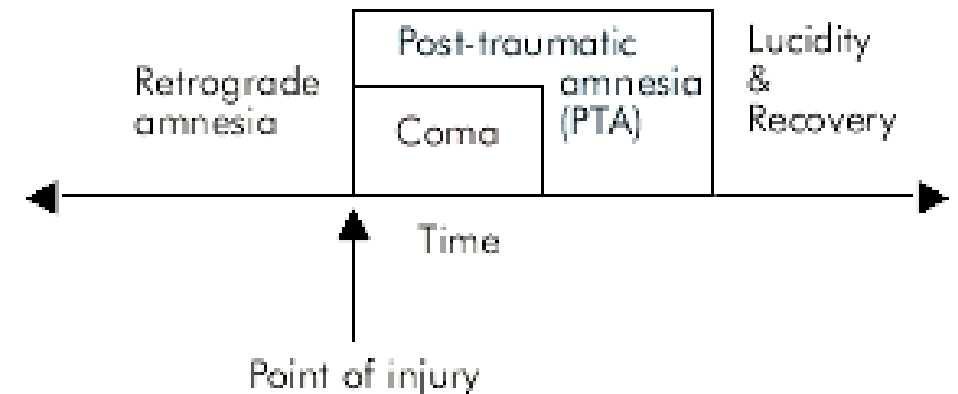 Post-traumatic
amnesia
(PTA)
Lucidity
&
Recovery
Retrograde
amnesia
Coma
Time
Point of injury